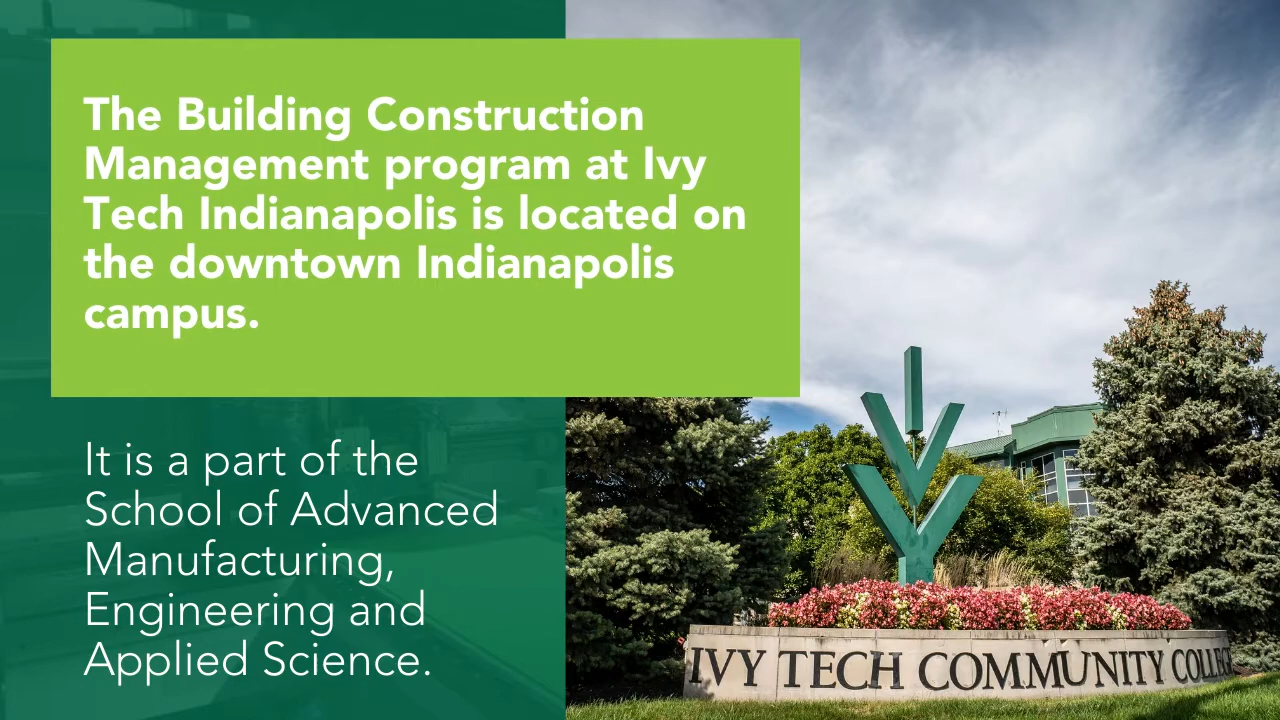 The Building Construction
Management program at Ivy
Tech Indianapolis is located on
the downtown Indianapolis
campus.
It is a part of the
School of Advanced
Manufacturing,
Engineering and
Applied Science.
IVY TECH COMMUNITY COLLEGE